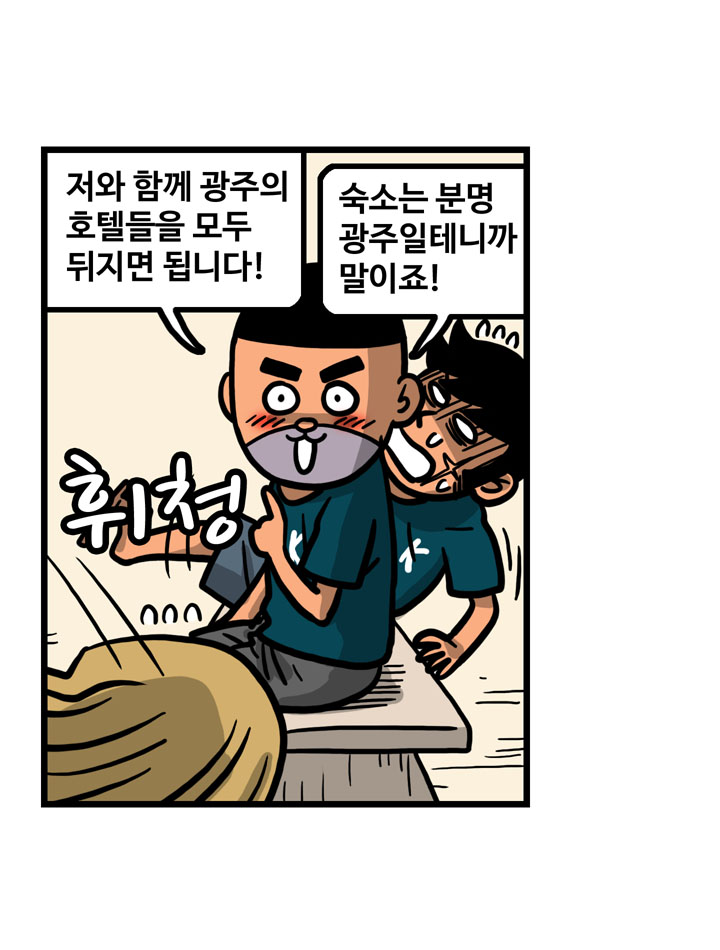 저와 함께 광주의
호텔들을 모두
뒤지면 됩니다!
숙소는 분명
광주일테니까
말이죠!
휘청